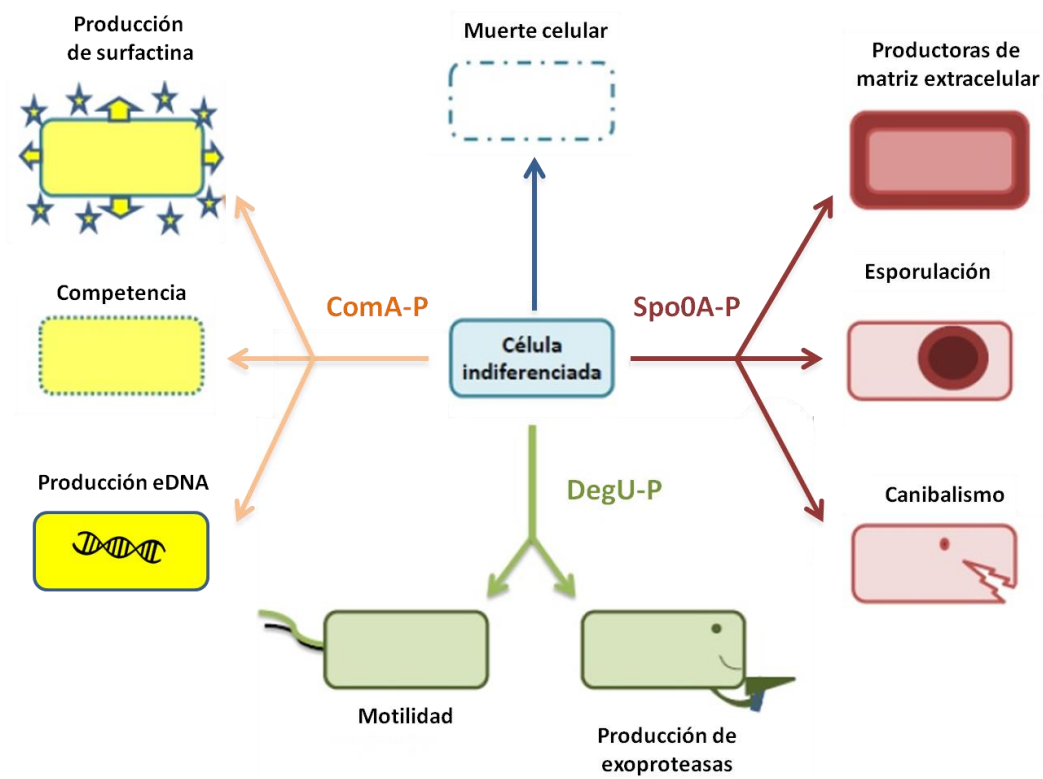 Producción
de surfactina
Muerte celular
Productoras de
matriz extracelular
Competencia
ComA-P
Spo0A-P
Esporulación
Célula
indiferenciada
Producción eDNA
DegU-P
Canibalismo
Motilidad
Producción de
exoproteasas